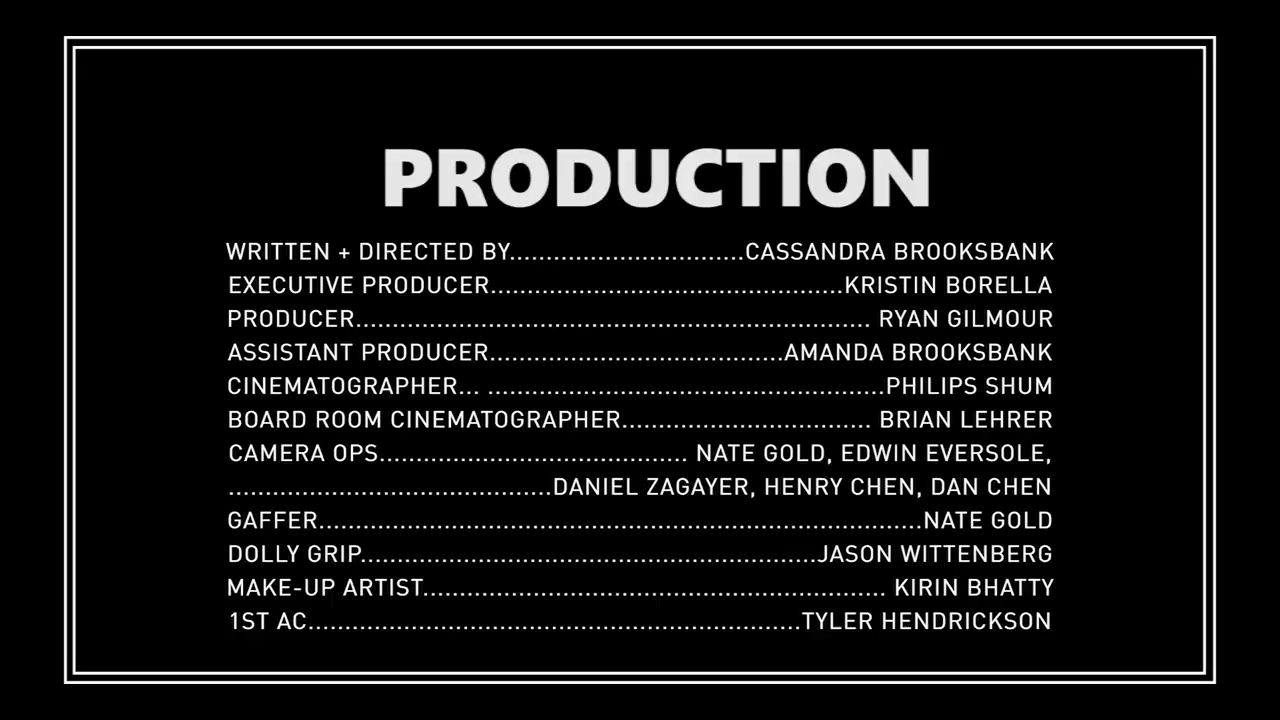 PRODUCTION
WRITTEN + DIRECTED BY................................CASSANDRA BROOKSBANK
EXECUTIVE PRODUCER................................................KRISTIN BORELLA
PRODUCER...................................................................... RYAN GILMOUR
ASSISTANT PRODUCER........................................AMANDA BROOKSBANK
CINEMATOGRAPHER... ......................................................PHILIPS SHUM
BOARD ROOM CINEMATOGRAPHER.................................. BRIAN LEHRER
CAMERA OPS.......................................... NATE GOLD, EDWIN EVERSOLE,
............................................DANIEL ZAGAYER, HENRY CHEN, DAN CHEN
GAFFER..................................................................................NATE GOLD
DOLLY GRIP..............................................................JASON WITTENBERG
MAKE-UP ARTIST............................................................... KIRIN BHATTY
1ST AC...................................................................TYLER HENDRICKSON